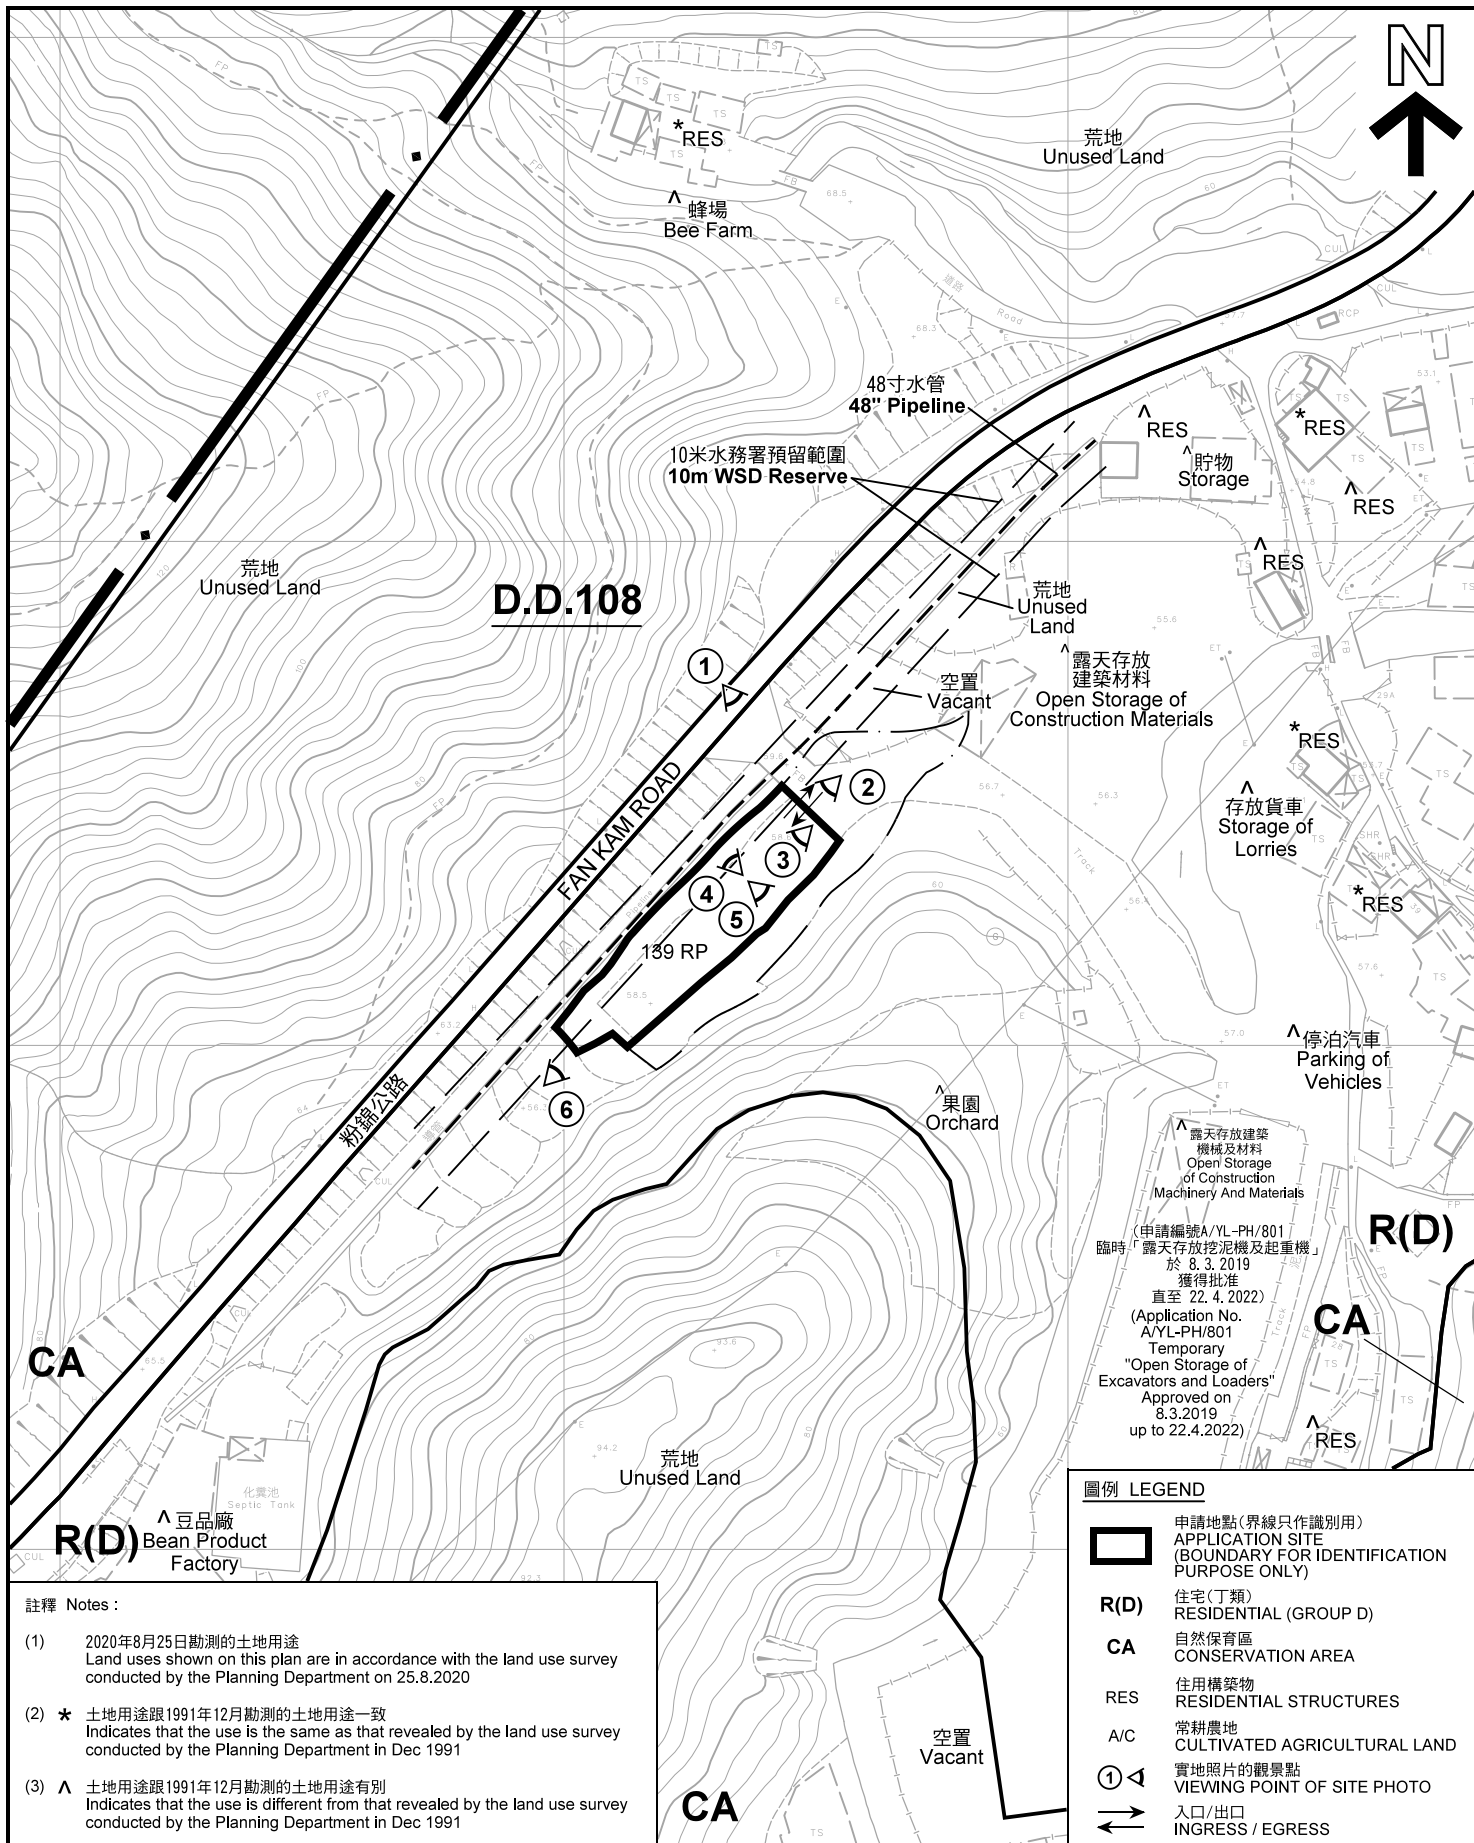 N
*RES
^ 蜂場
Bee Farm
荒地
Unused Land
48寸水管
48" Pipeline
10米水務署預留範圍
10m WSD Reserve
^
RES
^貯物
Storage
*RES
^
RES
^
RES
荒地
Unused Land
D.D.108
荒地
Unused
Land
^露天存放
建築材料
Open Storage of
Construction Materials
空置
Vacant
1
2
3
4
5
6
FAN KAM ROAD
粉錦公路
139 RP
*RES
^
存放貨車
Storage of
Lorries
*RES
^停泊汽車
Parking of
Vehicles
^果園
Orchard
^ 露天存放建築
機械及材料
Open Storage
of Construction
Machinery And Materials
(申請編號A/YL-PH/801
臨時「露天存放挖泥機及起重機」
於 8.3.2019
獲得批准
直至 22.4.2022)
(Application No.
A/YL-PH/801
Temporary
"Open Storage of
Excavators and Loaders"
Approved on
8.3.2019
up to 22.4.2022)
R(D)
CA
^
RES
CA
荒地
Unused Land
化糞池
Septic Tank
R(D)
^ 豆品廠
Bean Product
Factory
空置
Vacant
CA
註釋 Notes :
(1) 2020年8月25日勘測的土地用途
Land uses shown on this plan are in accordance with the land use survey
conducted by the Planning Department on 25.8.2020
(2) * 土地用途跟1991年12月勘測的土地用途一致
Indicates that the use is the same as that revealed by the land use survey
conducted by the Planning Department in Dec 1991
(3) ^ 土地用途跟1991年12月勘測的土地用途有別
Indicates that the use is different from that revealed by the land use survey
conducted by the Planning Department in Dec 1991
圖例 LEGEND
申請地點(界線只作識別用)
APPLICATION SITE
(BOUNDARY FOR IDENTIFICATION
PURPOSE ONLY)
R(D) 住宅(丁類)
RESIDENTIAL (GROUP D)
CA 自然保育區
CONSERVATION AREA
RES 住用構築物
RESIDENTIAL STRUCTURES
A/C 常耕農地
CULTIVATED AGRICULTURAL LAND
1 實地照片的觀景點
VIEWING POINT OF SITE PHOTO
入口/出口
INGRESS / EGRESS